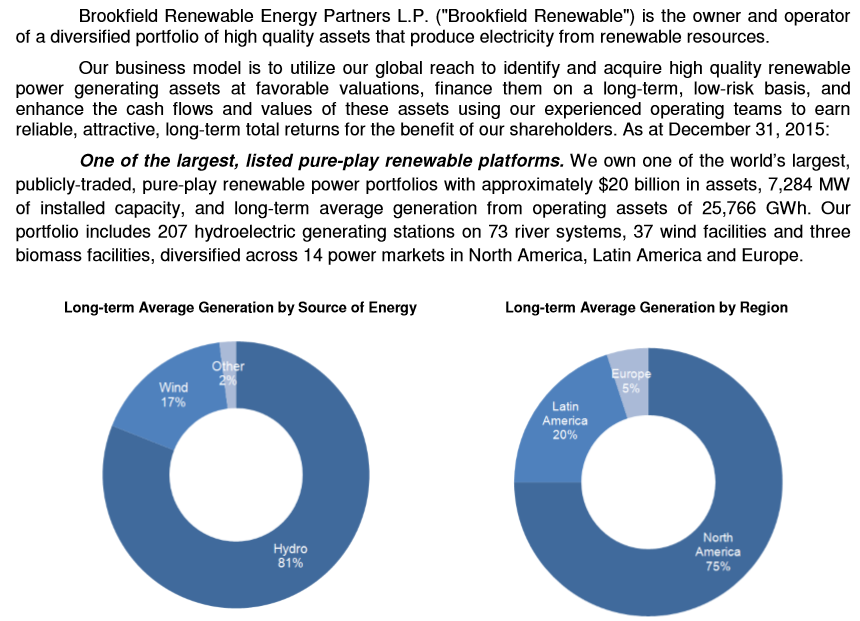 Brookfield Renewable Energy Partners L.P. ("Brookfield Renewable") is the owner and operator
of a diversified portfolio of high quality assets that produce electricity from renewable resources.
Our business model is to utilize our global reach to identify and acquire high quality renewable
power generating assets at favorable valuations, finance them on a long-term, low-risk basis, and
enhance the cash flows and values of these assets using our experienced operating teams to earn
reliable, attractive, long-term total returns for the benefit of our shareholders. As at December 31, 2015:
One of the largest, listed pure-play renewable platforms. We own one of the world’s largest,
publicly-traded, pure-play renewable power portfolios with approximately $20 billion in assets, 7,284 MW
of installed capacity, and long-term average generation from operating assets of 25,766 GWh. Our
portfolio includes 207 hydroelectric generating stations on 73 river systems, 37 wind facilities and three
biomass facilities, diversified across 14 power markets in North America, Latin America and Europe.
Long-term Average Generation by Source of Energy
Other
2%
Wind
17%
Hydro
81%
Long-term Average Generation by Region
Europe
5%
Latin
America
20%
North
America
75%